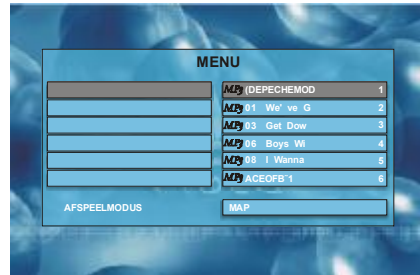 MENU
MP3 (DEPECHEMOD 1
MP3 01 We' ve G 2
MP3 03 Get Dow 3
MP3 06 Boys Wi 4
MP3 08 I Wanna 5
MP3 ACEOFB~1 6
AFSPEELMODUS MAP